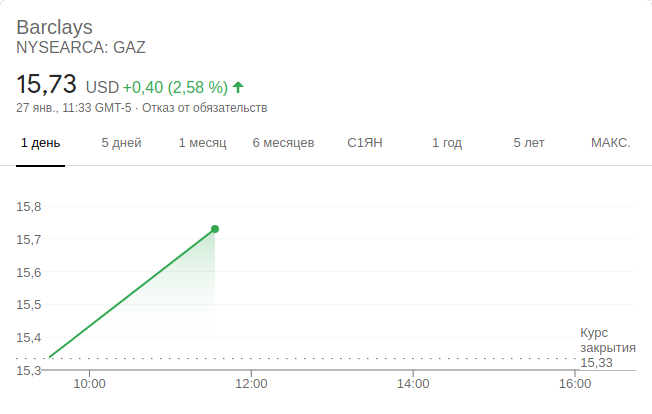 Barclays
NYSEARCA: GAZ
15,73 USD +0,40 (2,58 %)
27 янв., 11:33 GMT-5 · Отказ от обязательств
1 день 5 дней 1 месяц 6 месяцев С1ЯН 1 год 5 лет МАКС.
15,8
15,7
15,6
15,5
15,4
15,3
Курс
закрытия
15,33
10:00 12:00 14:00 16:00